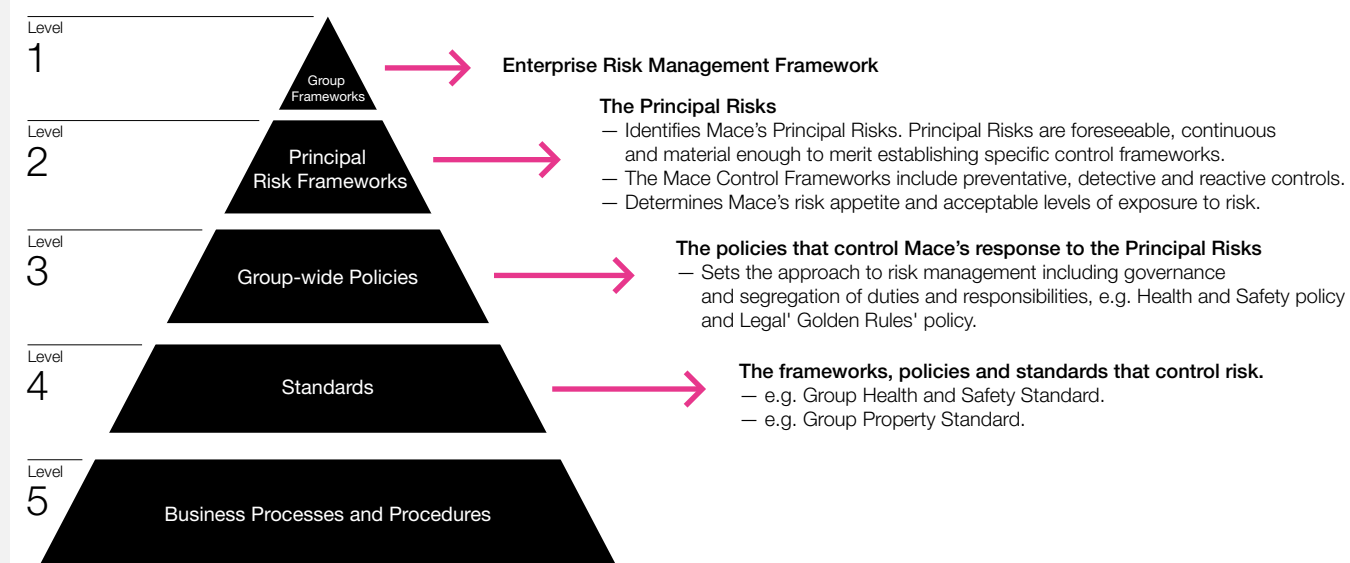 Level
1
Group
Frameworks
Enterprise Risk Management Framework
Level
2
Principal
Risk Frameworks
The Principal Risks
— Identifies Mace's Principal Risks. Principal Risks are foreseeable, continuous
and material enough to merit establishing specific control frameworks.
— The Mace Control Frameworks include preventative, detective and reactive controls.
— Determines Mace's risk appetite and acceptable levels of exposure to risk.
Level
3
Group-wide Policies
The policies that control Mace's response to the Principal Risks
— Sets the approach to risk management including governance
and segregation of duties and responsibilities, e.g. Health and Safety policy
and Legal' Golden Rules' policy.
Level
4
Standards
The frameworks, policies and standards that control risk.
— e.g. Group Health and Safety Standard.
— e.g. Group Property Standard.
Level
5
Business Processes and Procedures